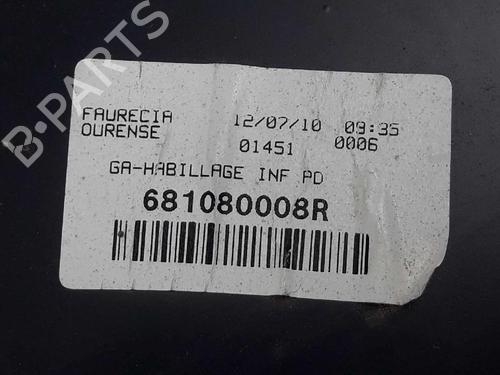 B-PARTS
FAURECIA 12/07/10 09:35
OURENSE 01451 0006
GA-HABILLAGE INF PD
681080008R